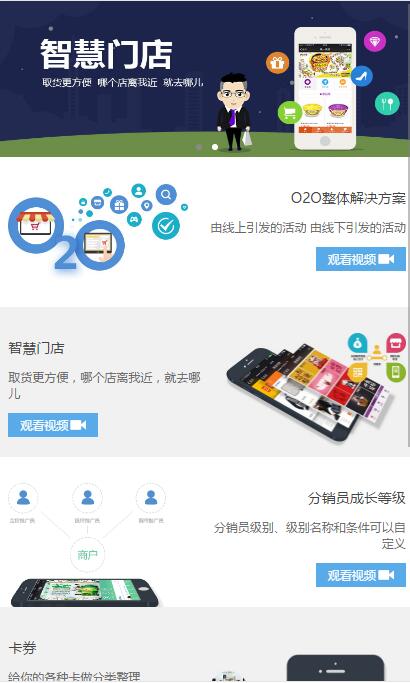 智慧门店
取货更方便 哪个店离我近 就去哪儿
O2O整体解决方案
由线上引发的活动 由线下引发的活动
观看视频
智慧门店
取货更方便，哪个店离我近，就去哪
儿
观看视频
分销员成长等级
分销员级别、级别名称和条件可以自
定义
观看视频
商户
卡券
给你的各种卡做分类整理